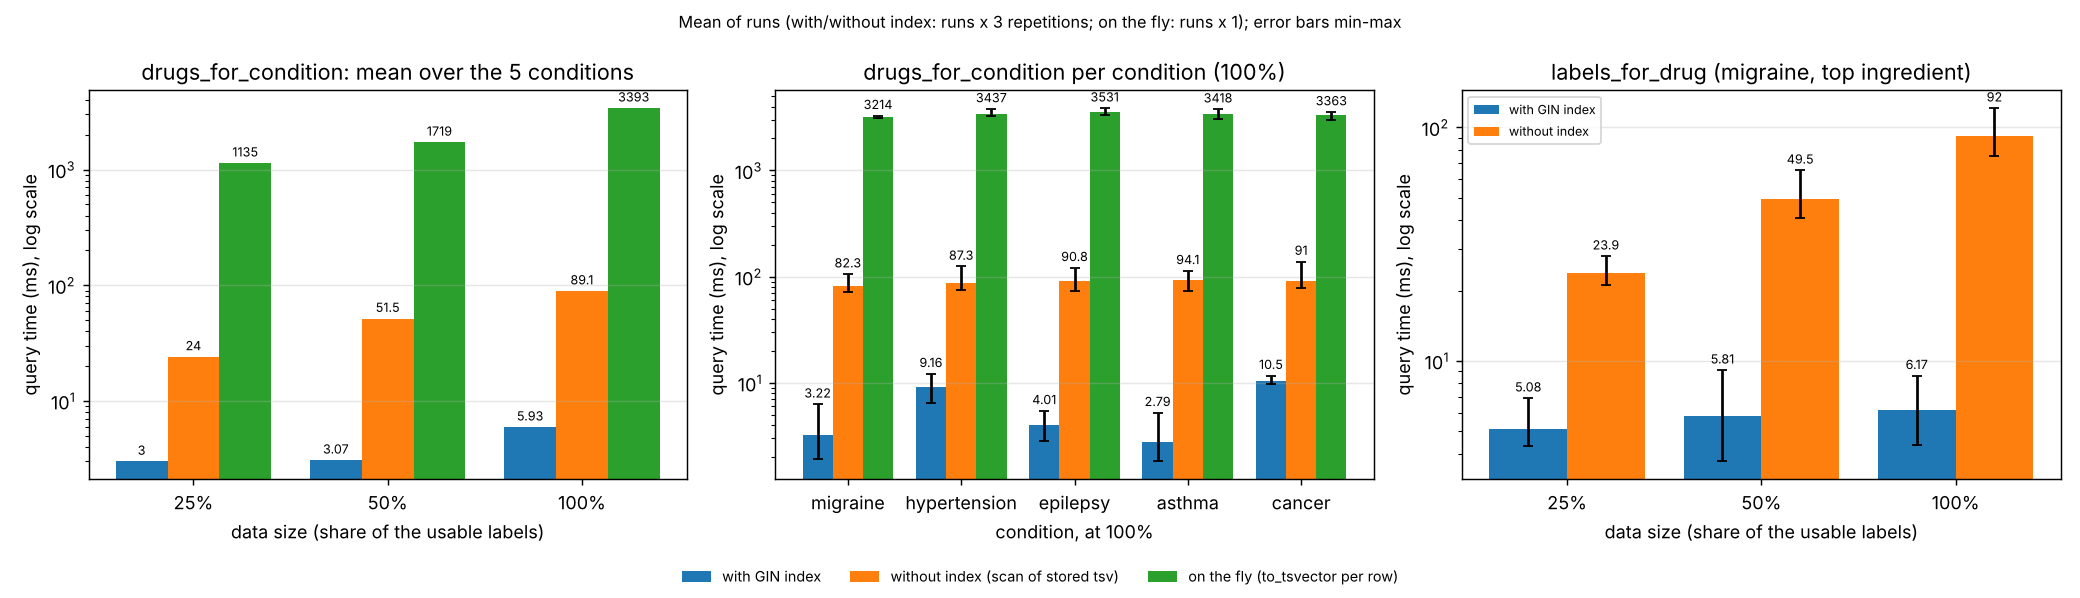 Mean of runs (with/without index: runs x 3 repetitions; on the fly: runs x 1); error bars min-max
drugs_for_condition: mean over the 5 conditions
query time (ms), log scale
10³
10²
10¹
3
24
1135
3.07
51.5
1719
5.93
89.1
3393
25%
50%
100%
data size (share of the usable labels)
drugs_for_condition per condition (100%)
query time (ms), log scale
10³
10²
10¹
3.22
82.3
3214
9.16
87.3
3437
4.01
90.8
3531
2.79
94.1
3418
10.5
91
3363
migraine
hypertension
epilepsy
asthma
cancer
condition, at 100%
labels_for_drug (migraine, top ingredient)
query time (ms), log scale
10²
10¹
with GIN index
without index
5.08
23.9
5.81
49.5
6.17
92
25%
50%
100%
data size (share of the usable labels)
with GIN index
without index (scan of stored tsv)
on the fly (to_tsvector per row)